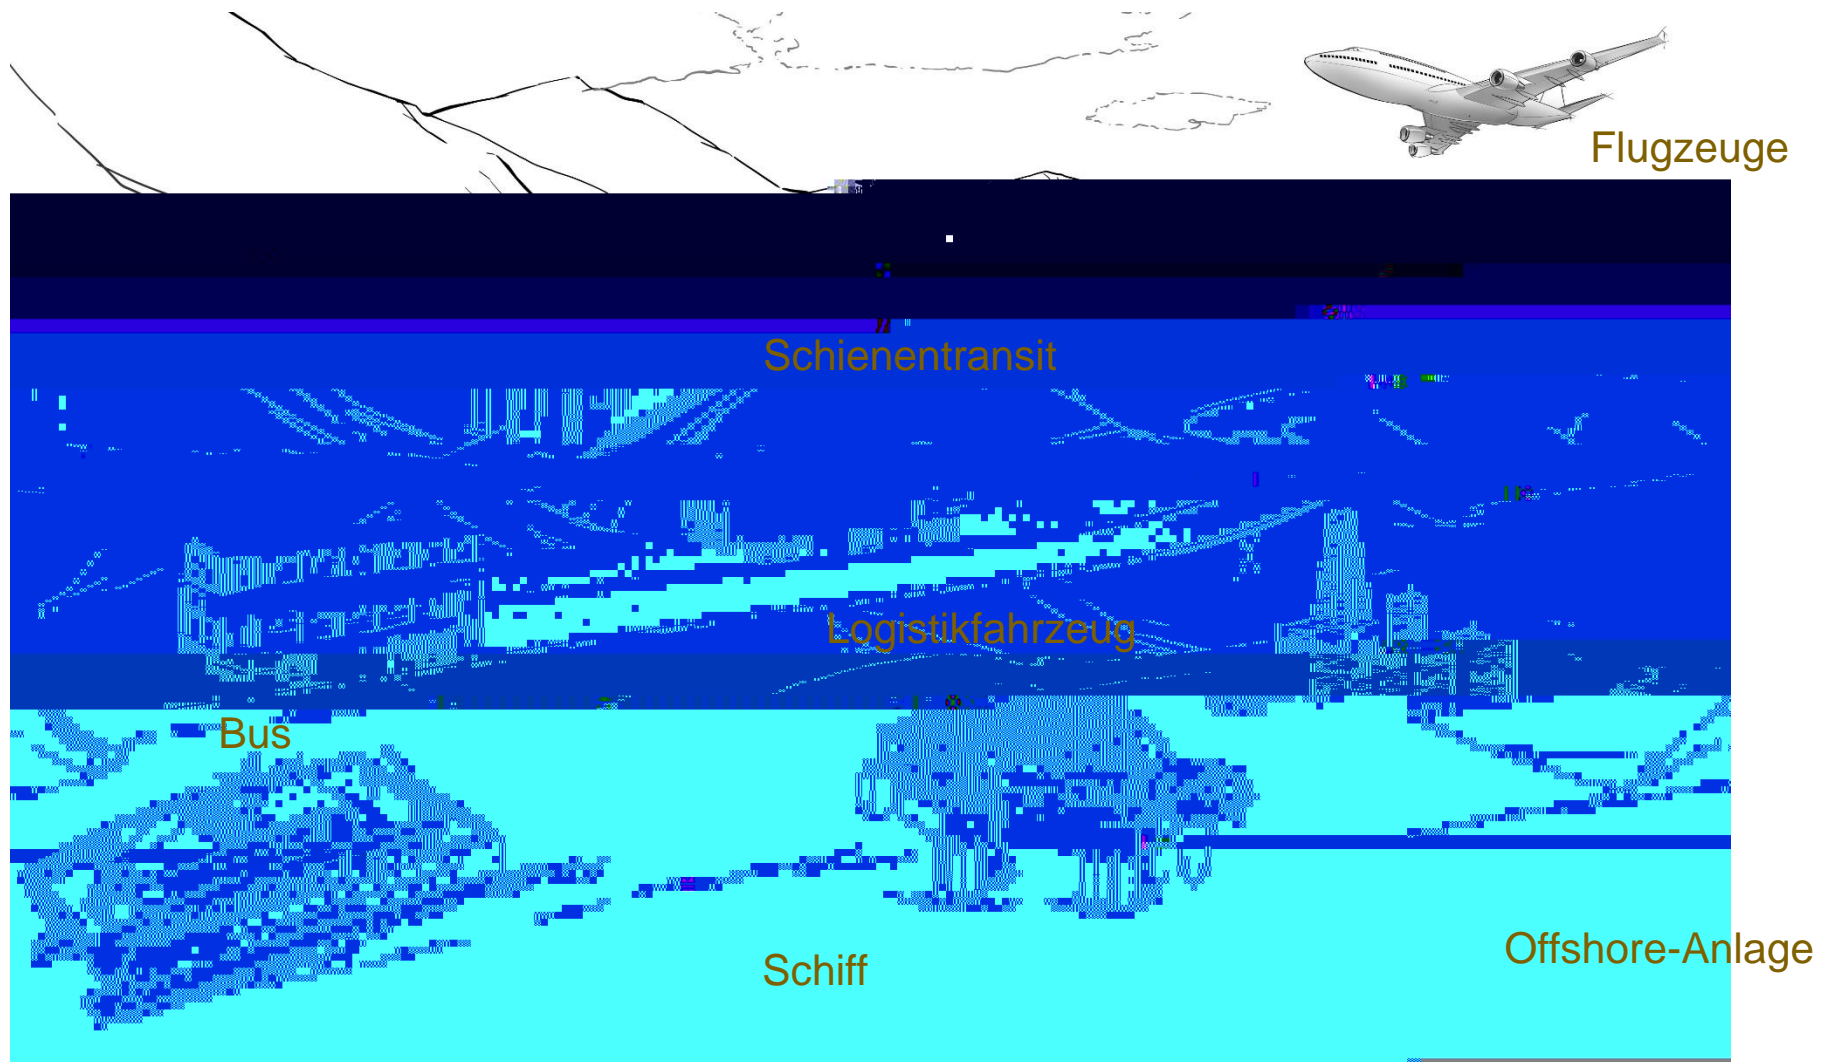 Flugzeuge
Schienentransit
Logistikfahrzeug
Bus
Offshore-Anlage
Schiff